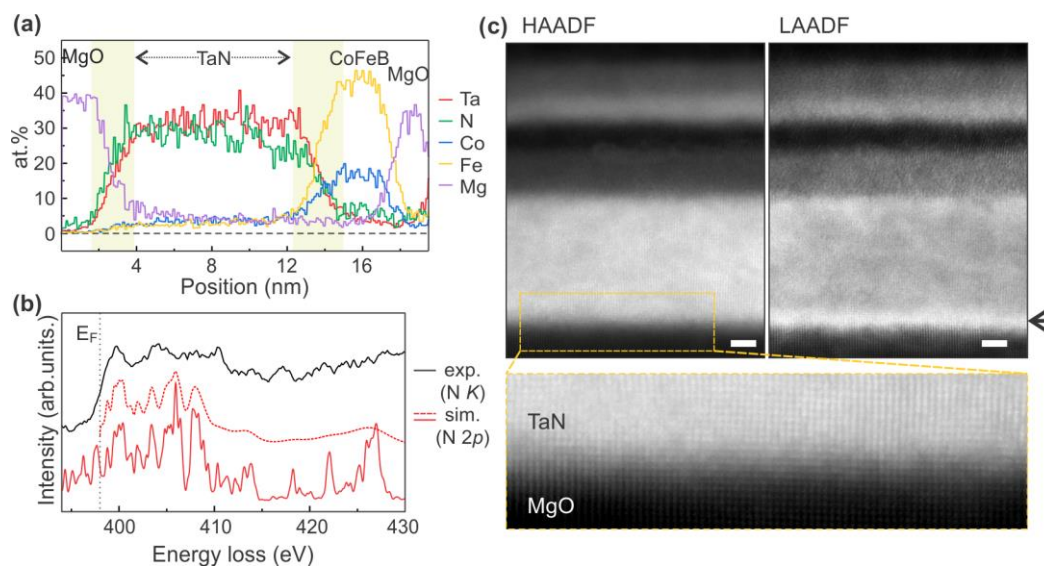 (a)
MgO
TaN
CoFeB
MgO
50
40
30
20
10
0
at.%
4
8
12
16
Position (nm)
Ta
N
Co
Fe
Mg
(b)
E_F
Intensity (arb.units.)
exp.
(N K)
sim.
(N 2p)
400
410
420
430
Energy loss (eV)
(c)
HAADF
LAADF
TaN
MgO